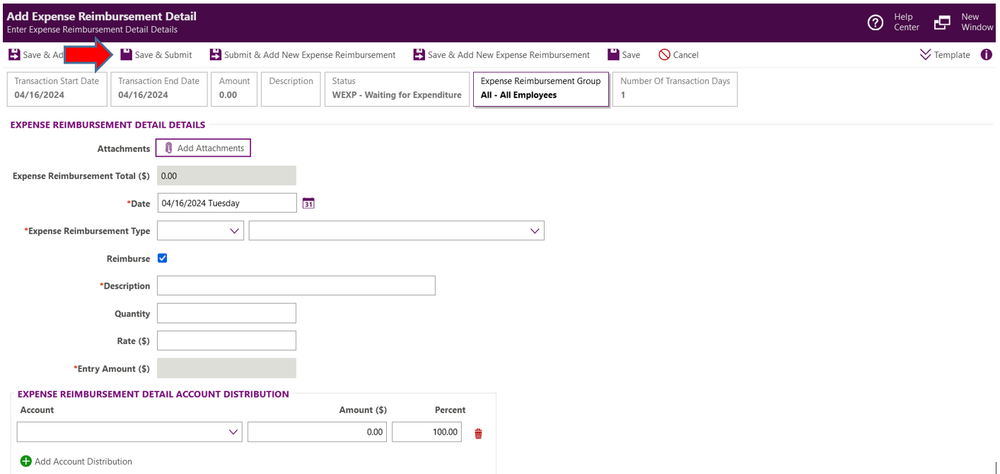 Add Expense Reimbursement Detail
Enter Expense Reimbursement Detail Details
Help
Center
New
Window
Save & Save & Submit Submit & Add New Expense Reimbursement Save & Add New Expense Reimbursement Save Cancel Template
Transaction Start Date Transaction End Date Amount Description Status Expense Reimbursement Group Number Of Transaction Days
04/16/2024 04/16/2024 0.00 WEXP - Waiting for Expenditure All - All Employees 1
EXPENSE REIMBURSEMENT DETAIL DETAILS
Attachments Add Attachments
Expense Reimbursement Total ($) 0.00
*Date 04/16/2024 Tuesday 31
*Expense Reimbursement Type
Reimburse
*Description
Quantity
Rate ($)
*Entry Amount ($)
EXPENSE REIMBURSEMENT DETAIL ACCOUNT DISTRIBUTION
Account Amount ($) Percent
0.00 100.00
Add Account Distribution